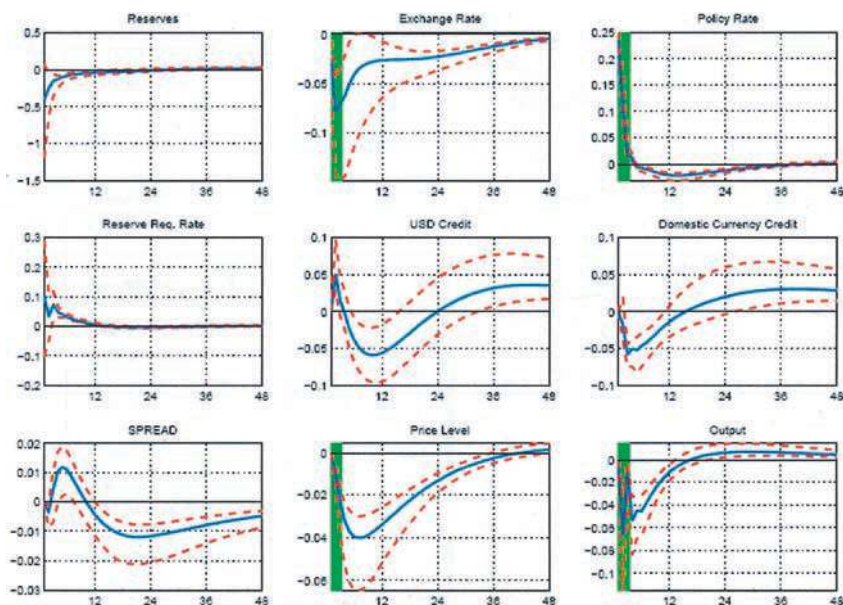 Reserves
Exchange Rate
Policy Rate
0.5
0
−0.5
−1
−1.5
12 24 36 48
0
−0.05
−0.1
12 24 36 48
0.25
0.2
0.15
0.1
0.05
0
12 24 36 48
Reserve Req. Rate
USD Credit
Domestic Currency Credit
0.3
0.2
0.1
0
−0.1
−0.2
12 24 36 48
0.1
0.05
0
−0.05
−0.1
12 24 36 48
0.1
0.05
0
−0.05
−0.1
12 24 36 48
SPREAD
Price Level
Output
0.02
0.01
0
−0.01
−0.02
−0.03
12 24 36 48
0
−0.02
−0.04
−0.06
12 24 36 48
0
−0.02
−0.04
−0.06
−0.08
−0.1
12 24 36 48